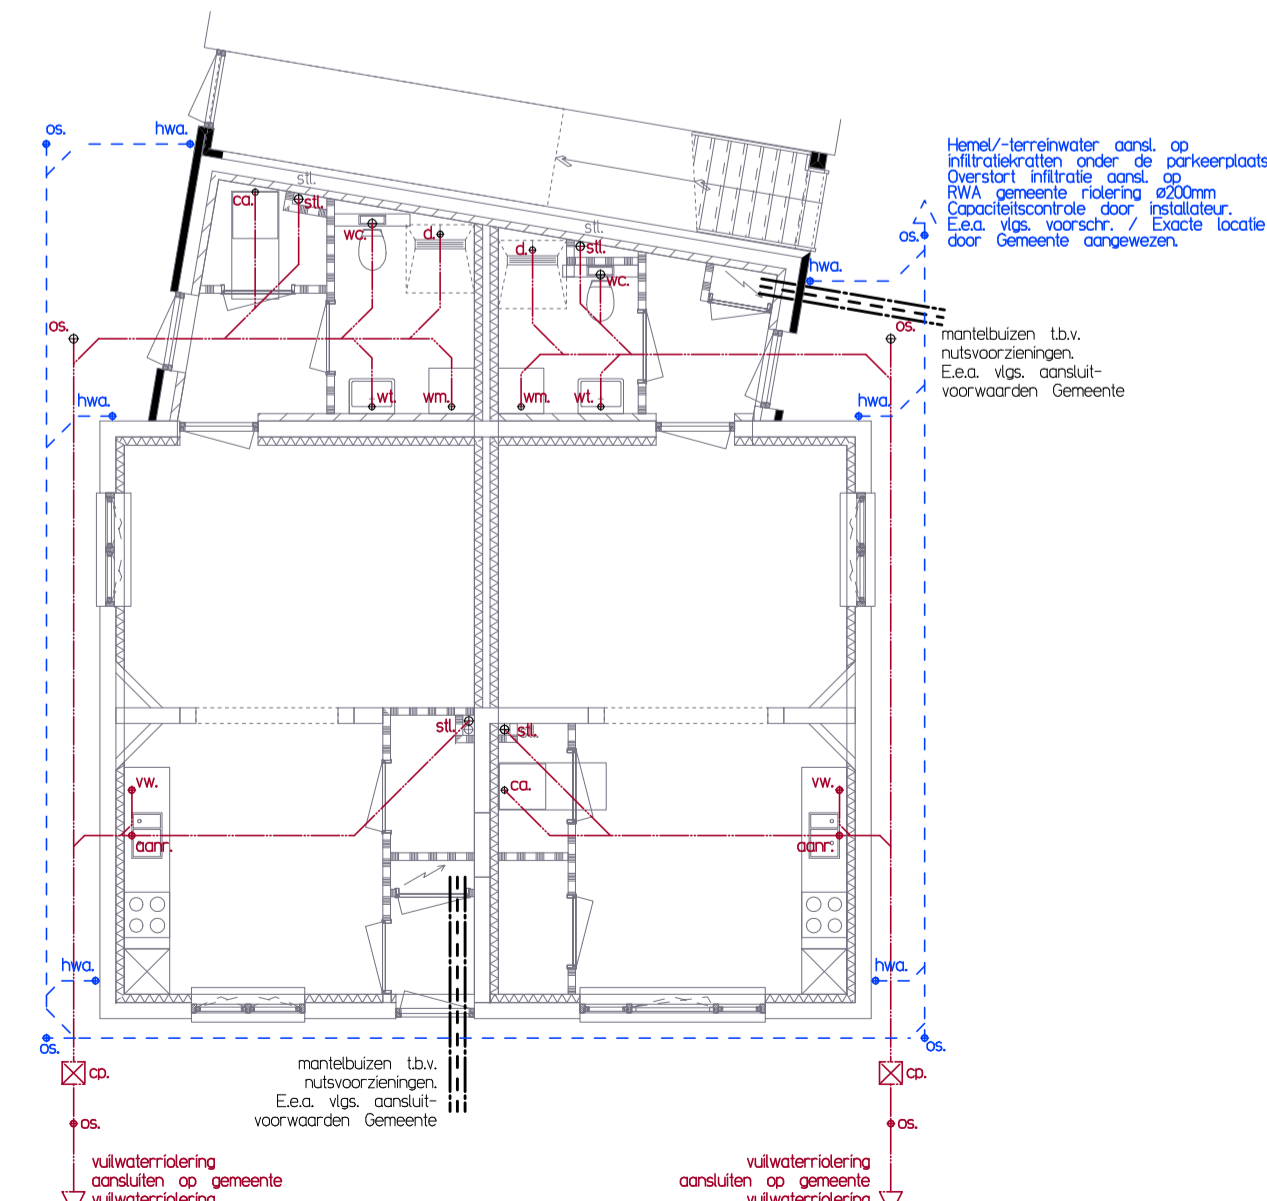 os.
hwa.
Hemel/-terreinwater aansl. op
infiltratiekratten onder de parkeerplaats
Overstort infiltratie aansl. op
RWA gemeente riolering ø200mm
Capaciteitscontrole door installateur.
E.e.a. vlgs. voorschr. / Exacte locatie
door Gemeente aangewezen.
stl.
ca.
stl.
wc.
d.
stl.
d.
stl.
wc.
os.
hwa.
os.
os.
mantelbuizen t.b.v.
nutsvoorzieningen.
E.e.a. vlgs. aansluit-
voorwaarden Gemeente
hwa.
wt.
wm.
wm.
wt.
hwa.
stl.
stl.
vw.
ca.
vw.
aanr.
aanr.
hwa.
hwa.
os.
os.
mantelbuizen t.b.v.
nutsvoorzieningen.
E.e.a. vlgs. aansluit-
voorwaarden Gemeente
cp.
cp.
os.
os.
vuilwaterriolering
aansluiten op gemeente
vuilwaterriolering
vuilwaterriolering
aansluiten op gemeente
vuilwaterriolering